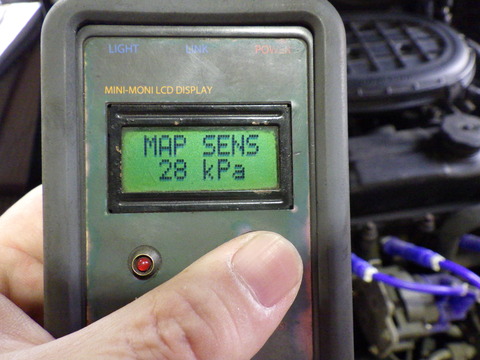 LIGHT LINK POWER
MINI-MONI LCD DISPLAY
MAP SENS
28 kPa